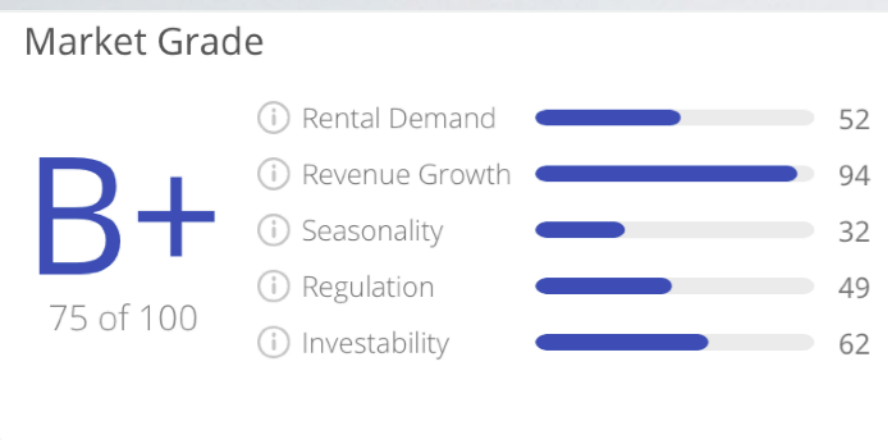 Market Grade
B+
75 of 100
Rental Demand 52
Revenue Growth 94
Seasonality 32
Regulation 49
Investability 62